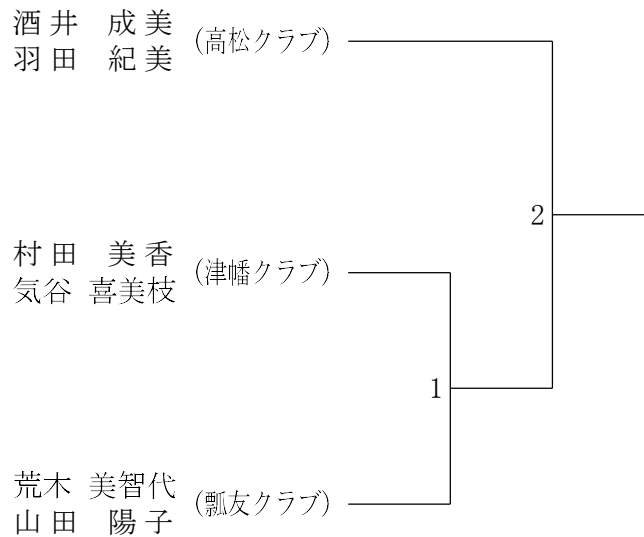 酒井 成美
羽田 紀美
(高松クラブ)
2
村田 美香
気谷 喜美枝
(津幡クラブ)
1
荒木 美智代
山田 陽子
(瓢友クラブ)